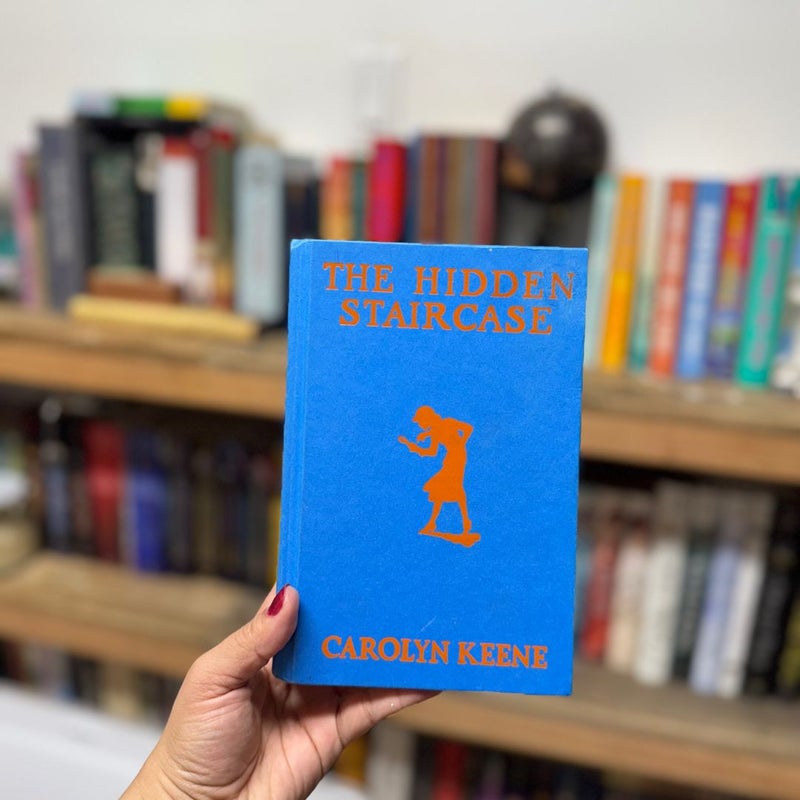 THE HIDDEN
STAIRCASE
CAROLYN KEENE